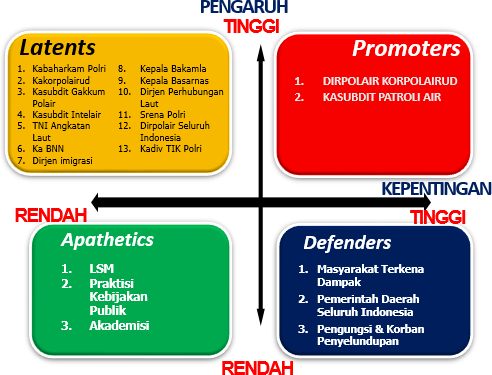 PENGARUH
TINGGI
Latents
1. Kabaharkam Polri
2. Kakorpolairud
3. Kasubdit Gakkum
Polair
4. Kasubdit Intelair
5. TNI Angkatan
Laut
6. Ka BNN
7. Dirjen imigrasi
8. Kepala Bakamla
9. Kepala Basarnas
10. Dirjen Perhubungan
Laut
11. Srena Polri
12. Dirpolair Seluruh
Indonesia
13. Kadiv TIK Polri
Promoters
1. DIRPOLAIR KORPOLAIRUD
2. KASUBDIT PATROLI AIR
KEPENTINGAN
RENDAH
TINGGI
Apathetics
1. LSM
2. Praktisi
Kebijakan
Publik
3. Akademisi
Defenders
1. Masyarakat Terkena
Dampak
2. Pemerintah Daerah
Seluruh Indonesia
3. Pengungsi & Korban
Penyelundupan
RENDAH